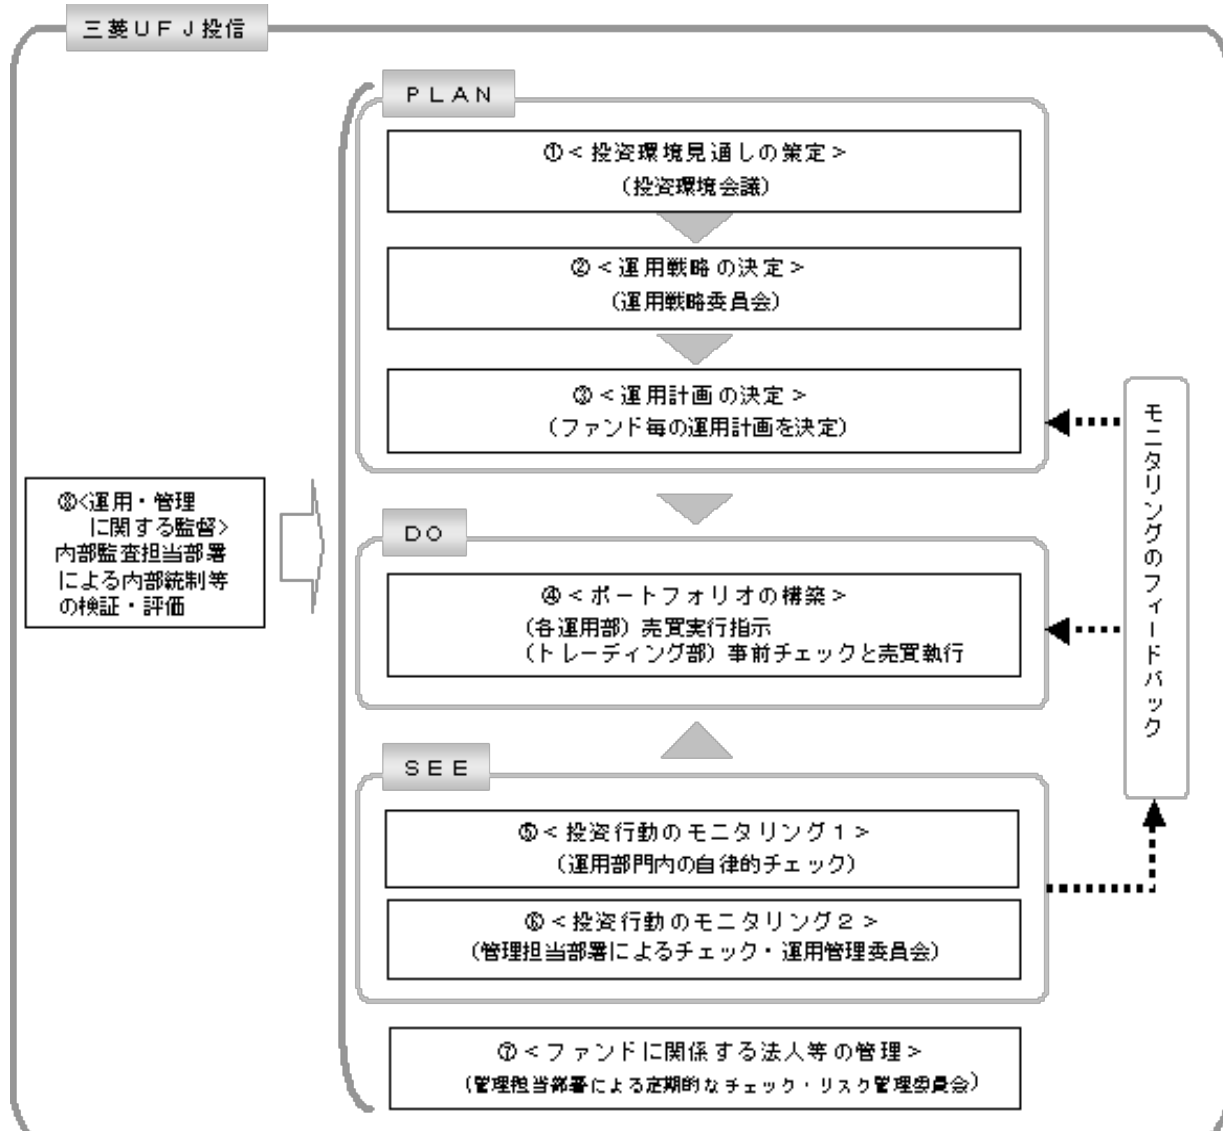 三菱ＵＦＪ投信
ＰＬＡＮ
①＜投資環境見通しの策定＞
（投資環境会議）
②＜運用戦略の決定＞
（運用戦略委員会）
③＜運用計画の決定＞
（ファンド毎の運用計画を決定）
⑧<運用・管理
に関する監督>
内部監査担当部署
による内部統制等
の検証・評価
ＤＯ
④＜ポートフォリオの構築＞
（各運用部）売買実行指示
（トレーディング部）事前チェックと売買執行
モニタリングのフィードバック
ＳＥＥ
⑤＜投資行動のモニタリング１＞
（運用部門内の自律的チェック）
⑥＜投資行動のモニタリング２＞
（管理担当部署によるチェック・運用管理委員会）
⑦＜ファンドに関係する法人等の管理＞
（管理担当部署による定期的なチェック・リスク管理委員会）